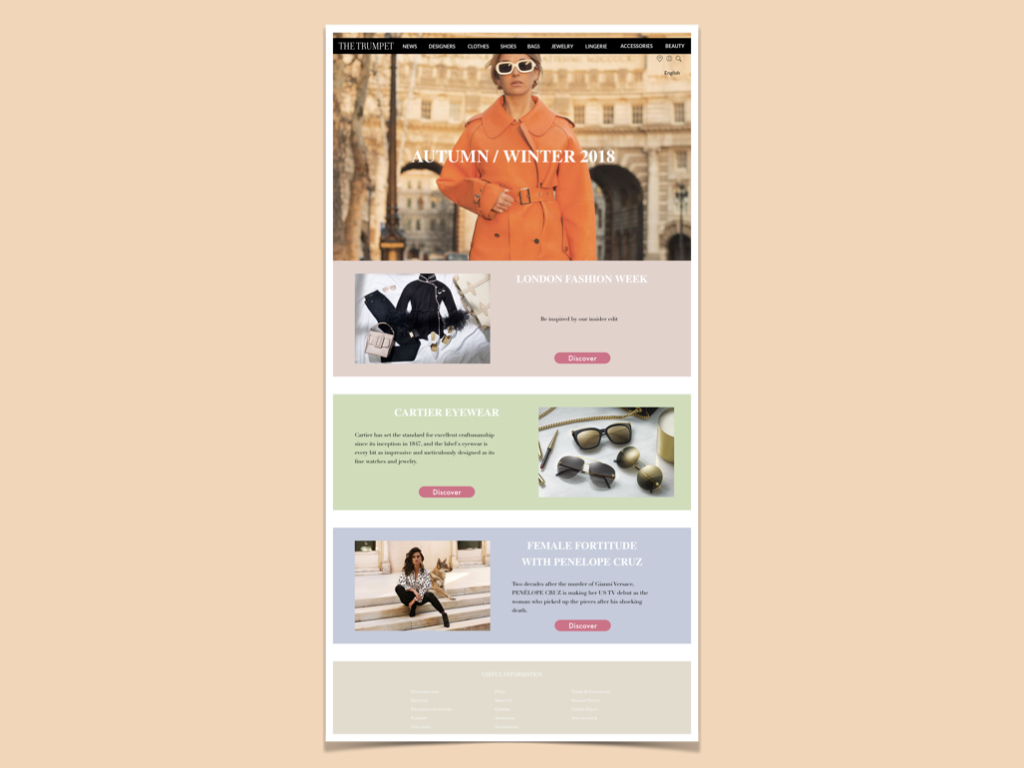 THE TRUMPET NEWS DESIGNERS CLOTHES SHOES BAGS JEWELRY LINGERIE ACCESSORIES BEAUTY
English
AUTUMN / WINTER 2018
LONDON FASHION WEEK
Be inspired by our insider edit
Discover
CARTIER EYEWEAR
Cartier has set the standard for excellent craftsmanship
since its inception in 1847, and the label's eyewear is
every bit as impressive and meticulously designed as its
fine watches and jewelry.
Discover
FEMALE FORTITUDE
WITH PENELOPE CRUZ
Two decades after the murder of Gianni Versace,
PENÉLOPE CRUZ is making her US TV debut as the
woman who picked up the pieces after his shocking
death.
Discover